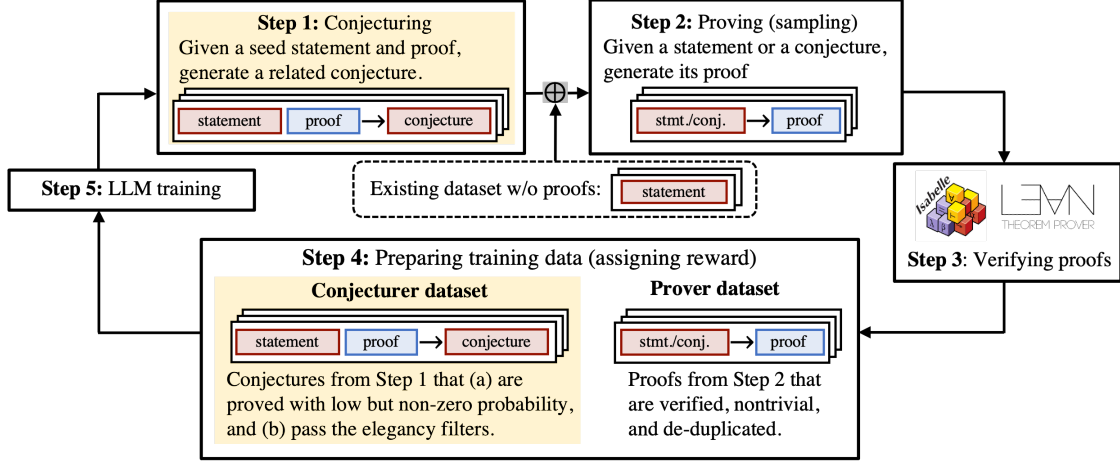 Step 1: Conjecturing
Given a seed statement and proof,
generate a related conjecture.
statement proof conjecture
Step 2: Proving (sampling)
Given a statement or a conjecture,
generate its proof
stmt./conj. proof
Existing dataset w/o proofs: statement
Isabelle
LE∀N
THEOREM PROVER
Step 3: Verifying proofs
Step 4: Preparing training data (assigning reward)
Conjecturer dataset
statement proof conjecture
Conjectures from Step 1 that (a) are
proved with low but non-zero probability,
and (b) pass the elegancy filters.
Prover dataset
stmt./conj. proof
Proofs from Step 2 that
are verified, nontrivial,
and de-duplicated.
Step 5: LLM training